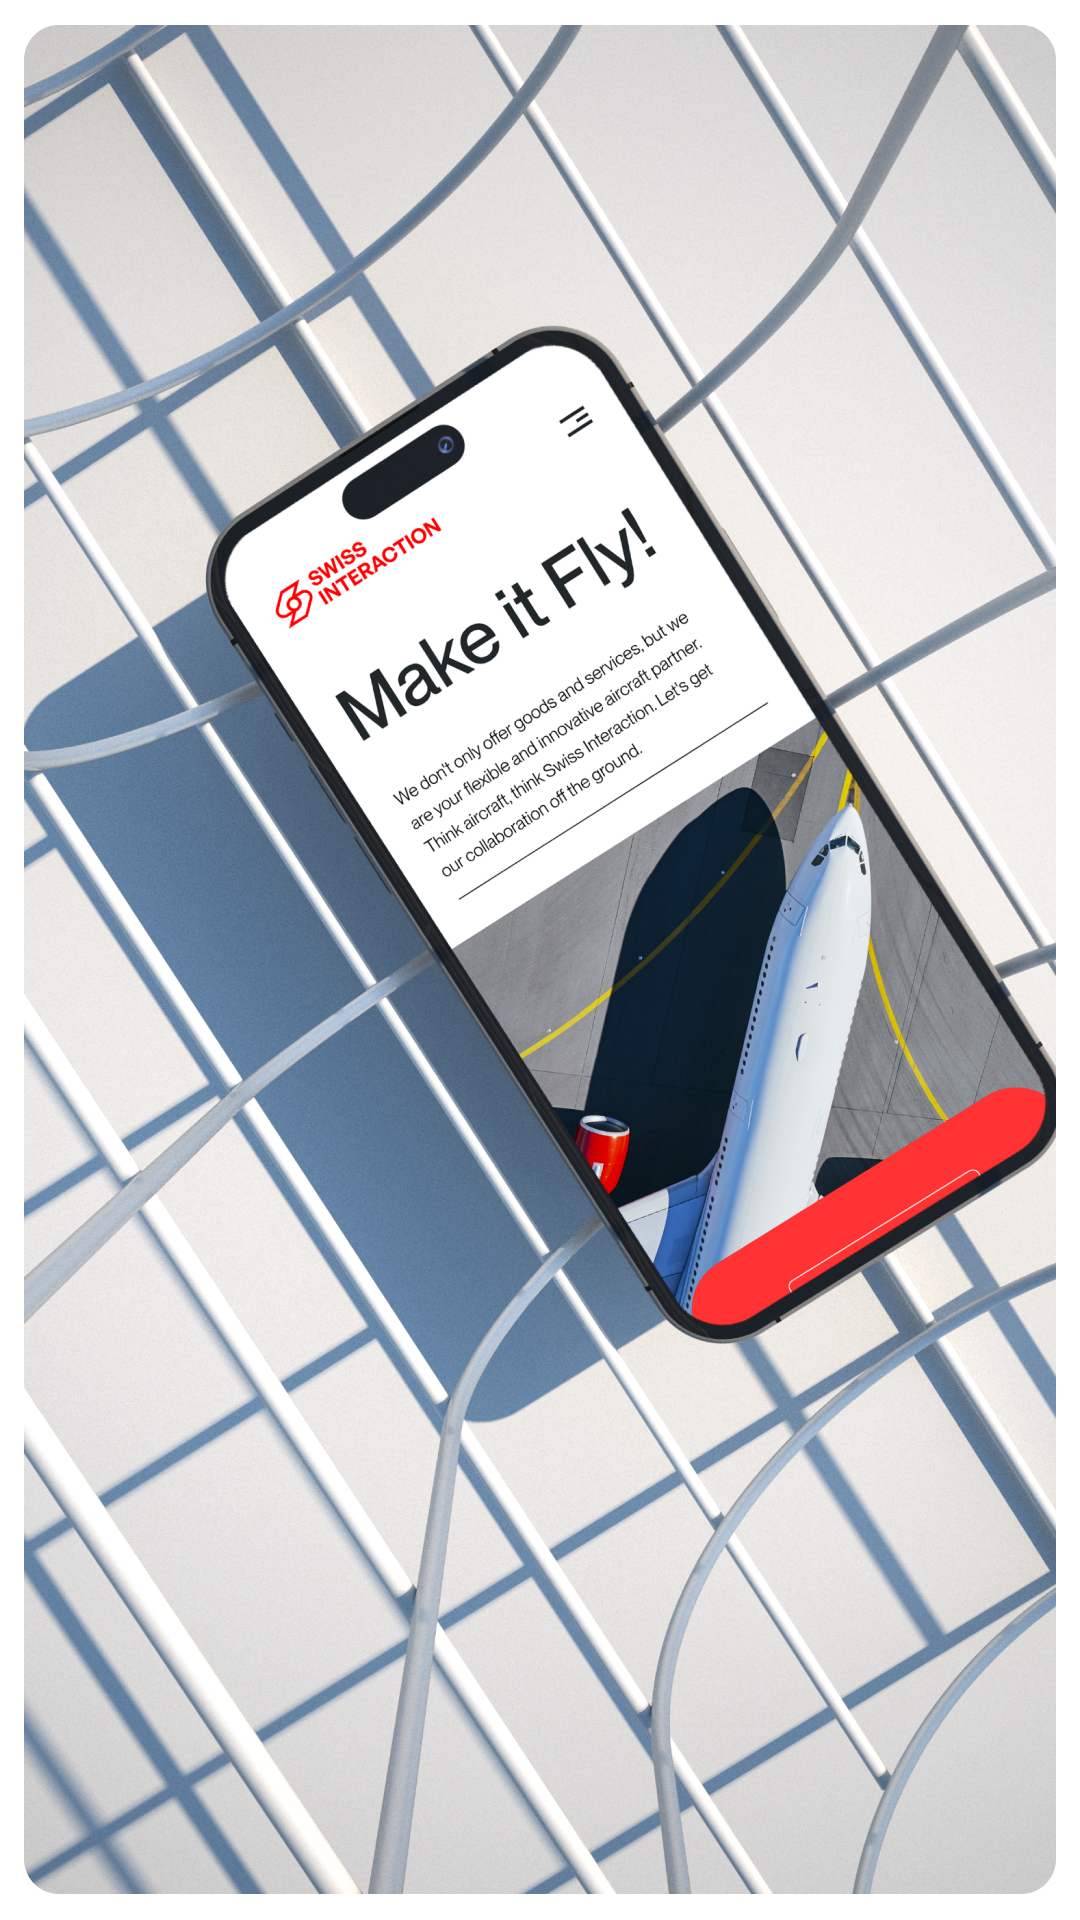 SWISS
INTERACTION
Make it Fly!
We don't only offer goods and services, but we
are your flexible and innovative aircraft partner.
Think aircraft, think Swiss Interaction. Let's get
our collaboration off the ground.